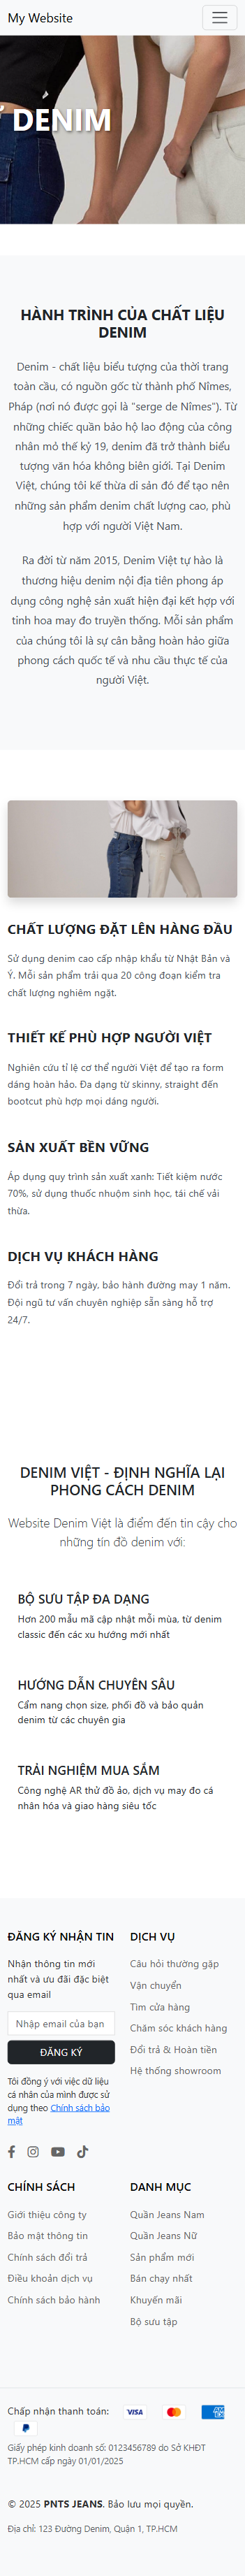 My Website
DENIM
HÀNH TRÌNH CỦA CHẤT LIỆU
DENIM
Denim - chất liệu biểu tượng của thời trang
toàn cầu, có nguồn gốc từ thành phố Nîmes,
Pháp (nơi nó được gọi là “serge de Nîmes”). Từ
những chiếc quần bảo hộ lao động của công
nhân mỏ thế kỷ 19, denim đã trở thành biểu
tượng văn hóa không biên giới. Tại Denim
Việt, chúng tôi kế thừa di sản đó để tạo nên
những sản phẩm denim chất lượng cao, phù
hợp với người Việt Nam.
Ra đời từ năm 2015, Denim Việt tự hào là
thương hiệu denim nội địa tiên phong áp
dụng công nghệ sản xuất hiện đại kết hợp với
tinh hoa may đo truyền thống. Mỗi sản phẩm
của chúng tôi là sự cân bằng hoàn hảo giữa
phong cách quốc tế và nhu cầu thực tế của
người Việt.
CHẤT LƯỢNG ĐẶT LÊN HÀNG ĐẦU
Sử dụng denim cao cấp nhập khẩu từ Nhật Bản và
Ý. Mỗi sản phẩm trải qua 20 công đoạn kiểm tra
chất lượng nghiêm ngặt.
THIẾT KẾ PHÙ HỢP NGƯỜI VIỆT
Nghiên cứu tỉ lệ cơ thể người Việt để tạo ra form
dáng hoàn hảo. Đa dạng từ skinny, straight đến
bootcut phù hợp mọi dáng người.
SẢN XUẤT BỀN VỮNG
Áp dụng quy trình sản xuất xanh: Tiết kiệm nước
70%, sử dụng thuốc nhuộm sinh học, tái chế vải
thừa.
DỊCH VỤ KHÁCH HÀNG
Đổi trả trong 7 ngày, bảo hành đường may 1 năm.
Đội ngũ tư vấn chuyên nghiệp sẵn sàng hỗ trợ
24/7.
DENIM VIỆT - ĐỊNH NGHĨA LẠI
PHONG CÁCH DENIM
Website Denim Việt là điểm đến tin cậy cho
những tín đồ denim với:
BỘ SƯU TẬP ĐA DẠNG
Hơn 200 mẫu mã cập nhật mỗi mùa, từ denim
classic đến các xu hướng mới nhất
HƯỚNG DẪN CHUYÊN SÂU
Cẩm nang chọn size, phối đồ và bảo quản
denim từ các chuyên gia
TRẢI NGHIỆM MUA SẮM
Công nghệ AR thử đồ ảo, dịch vụ may đo cá
nhân hóa và giao hàng siêu tốc
ĐĂNG KÝ NHẬN TIN
Nhận thông tin mới
nhất và ưu đãi đặc biệt
qua email
Nhập email của bạn
ĐĂNG KÝ
Tôi đồng ý với việc dữ liệu
cá nhân của mình được sử
dụng theo Chính sách bảo
mật
DỊCH VỤ
Câu hỏi thường gặp
Vận chuyển
Tìm cửa hàng
Chăm sóc khách hàng
Đổi trả & Hoàn tiền
Hệ thống showroom
CHÍNH SÁCH
Giới thiệu công ty
Bảo mật thông tin
Chính sách đổi trả
Điều khoản dịch vụ
Chính sách bảo hành
DANH MỤC
Quần Jeans Nam
Quần Jeans Nữ
Sản phẩm mới
Bán chạy nhất
Khuyến mãi
Bộ sưu tập
Chấp nhận thanh toán: VISA
Giấy phép kinh doanh số: 0123456789 do Sở KHĐT
TP.HCM cấp ngày 01/01/2025
© 2025 PNTS JEANS. Bảo lưu mọi quyền.
Địa chỉ: 123 Đường Denim, Quận 1, TP.HCM